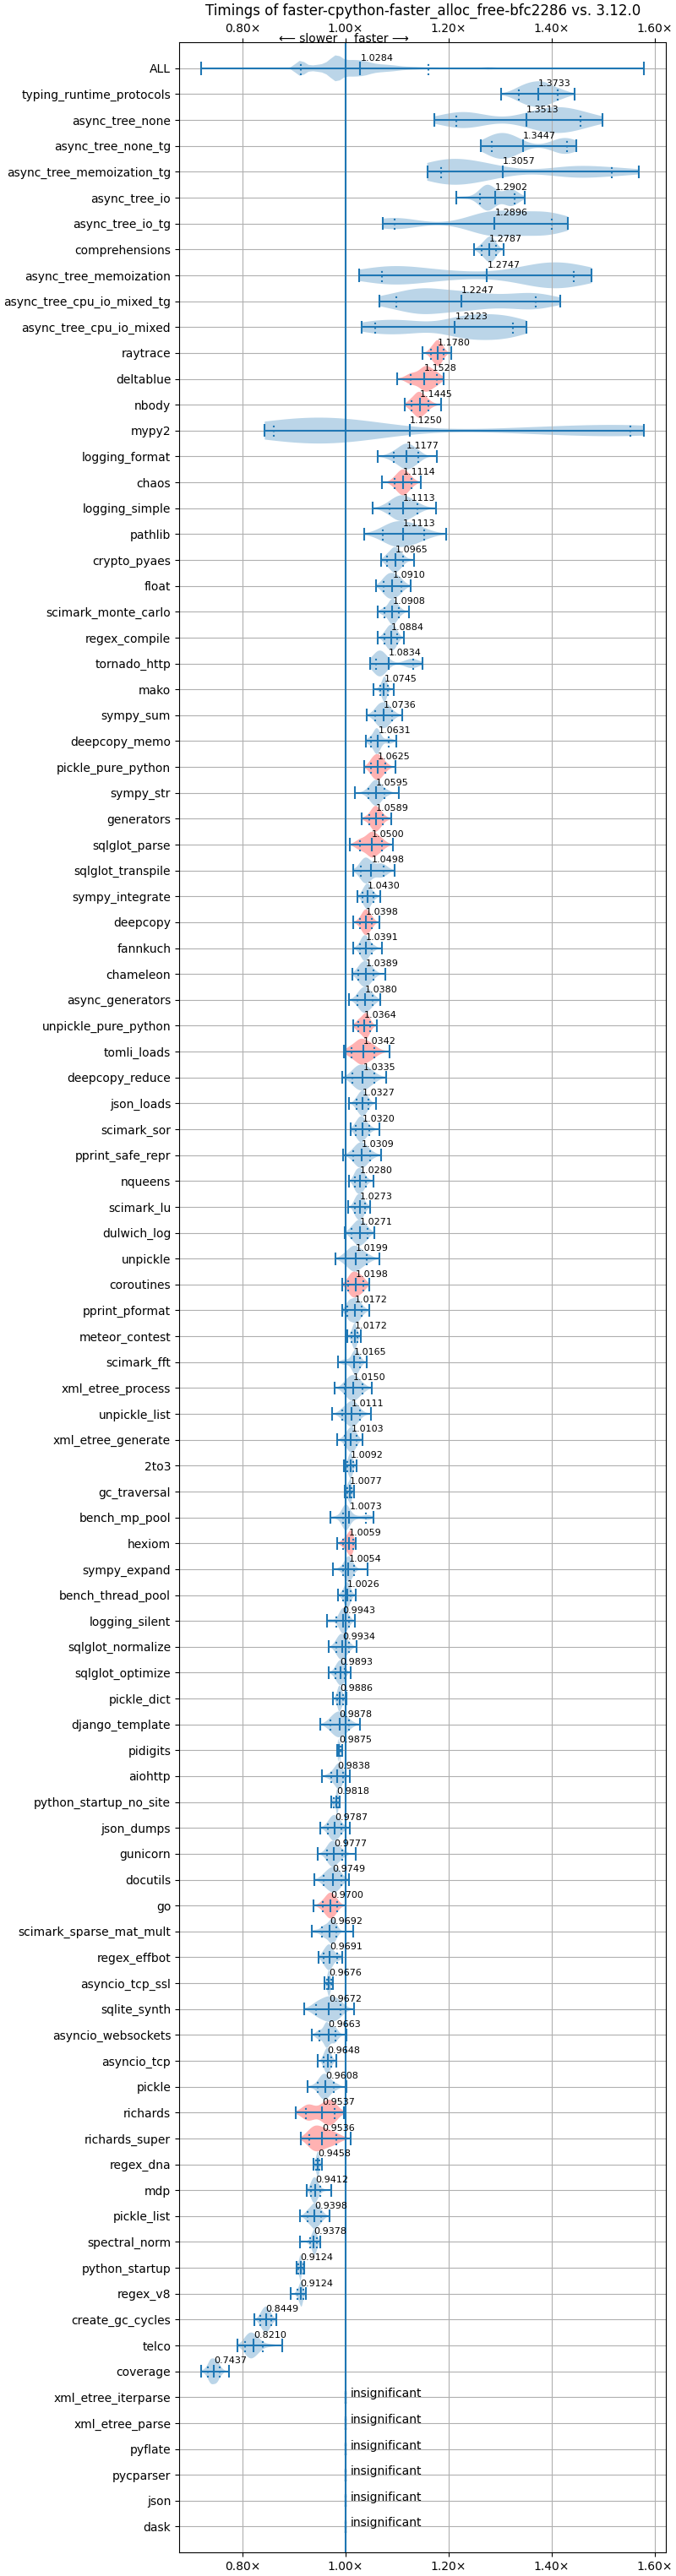 Timings of faster-cpython-faster_alloc_free-bfc2286 vs. 3.12.0
0.80× 1.00× 1.20× 1.40× 1.60×
⟵ slower faster ⟶
ALL 1.0284
typing_runtime_protocols 1.3733
async_tree_none 1.3513
async_tree_none_tg 1.3447
async_tree_memoization_tg 1.3057
async_tree_io 1.2902
async_tree_io_tg 1.2896
comprehensions 1.2787
async_tree_memoization 1.2747
async_tree_cpu_io_mixed_tg 1.2247
async_tree_cpu_io_mixed 1.2123
raytrace 1.1780
deltablue 1.1528
nbody 1.1445
mypy2 1.1250
logging_format 1.1177
chaos 1.1114
logging_simple 1.1113
pathlib 1.1113
crypto_pyaes 1.0965
float 1.0910
scimark_monte_carlo 1.0908
regex_compile 1.0884
tornado_http 1.0834
mako 1.0745
sympy_sum 1.0736
deepcopy_memo 1.0631
pickle_pure_python 1.0625
sympy_str 1.0595
generators 1.0589
sqlglot_parse 1.0500
sqlglot_transpile 1.0498
sympy_integrate 1.0430
deepcopy 1.0398
fannkuch 1.0391
chameleon 1.0389
async_generators 1.0380
unpickle_pure_python 1.0364
tomli_loads 1.0342
deepcopy_reduce 1.0335
json_loads 1.0327
scimark_sor 1.0320
pprint_safe_repr 1.0309
nqueens 1.0280
scimark_lu 1.0273
dulwich_log 1.0271
unpickle 1.0199
coroutines 1.0198
pprint_pformat 1.0172
meteor_contest 1.0172
scimark_fft 1.0165
xml_etree_process 1.0150
unpickle_list 1.0111
xml_etree_generate 1.0103
2to3 1.0092
gc_traversal 1.0077
bench_mp_pool 1.0073
hexiom 1.0059
sympy_expand 1.0054
bench_thread_pool 1.0026
logging_silent 0.9943
sqlglot_normalize 0.9934
sqlglot_optimize 0.9893
pickle_dict 0.9886
django_template 0.9878
pidigits 0.9875
aiohttp 0.9838
python_startup_no_site 0.9818
json_dumps 0.9787
gunicorn 0.9777
docutils 0.9749
go 0.9700
scimark_sparse_mat_mult 0.9692
regex_effbot 0.9691
asyncio_tcp_ssl 0.9676
sqlite_synth 0.9672
asyncio_websockets 0.9663
asyncio_tcp 0.9648
pickle 0.9608
richards 0.9537
richards_super 0.9536
regex_dna 0.9458
mdp 0.9412
pickle_list 0.9398
spectral_norm 0.9378
python_startup 0.9124
regex_v8 0.9124
create_gc_cycles 0.8449
telco 0.8210
coverage 0.7437
xml_etree_iterparse insignificant
xml_etree_parse insignificant
pyflate insignificant
pycparser insignificant
json insignificant
dask insignificant
0.80× 1.00× 1.20× 1.40× 1.60×